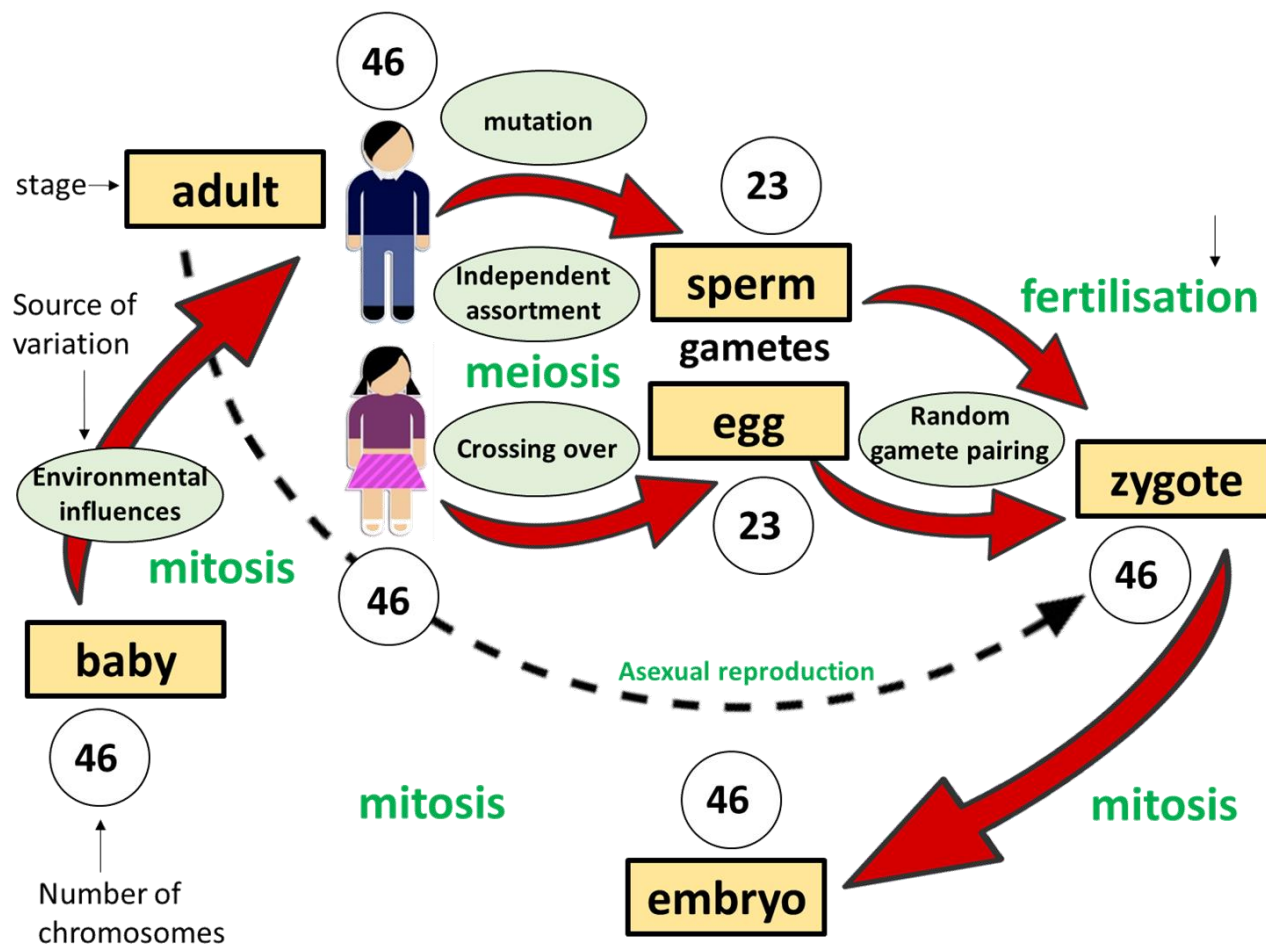 46
mutation
stage
adult
23
Independent
assortment
sperm
fertilisation
Source of
variation
gametes
meiosis
egg
Random
gamete pairing
Crossing over
zygote
Environmental
influences
23
mitosis
46
46
baby
Asexual reproduction
46
46
mitosis
mitosis
embryo
Number of
chromosomes